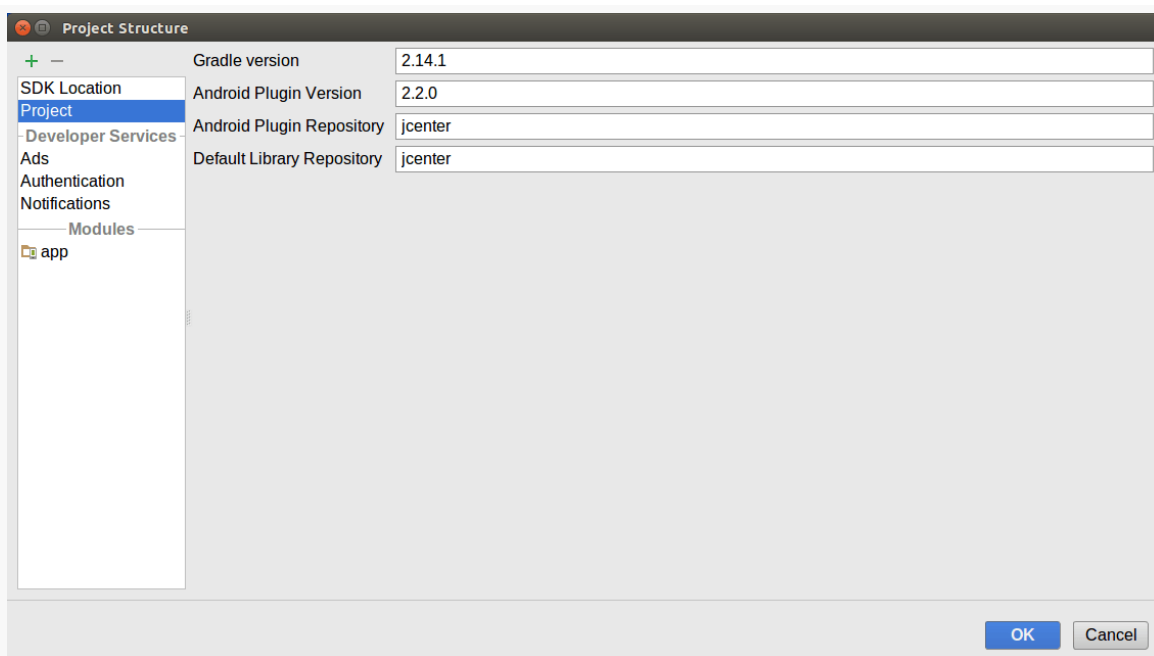 Project Structure
Gradle version 2.14.1
SDK Location
Android Plugin Version 2.2.0
Project
Android Plugin Repository jcenter
Developer Services
Ads
Default Library Repository jcenter
Authentication
Notifications
Modules
app
OK Cancel